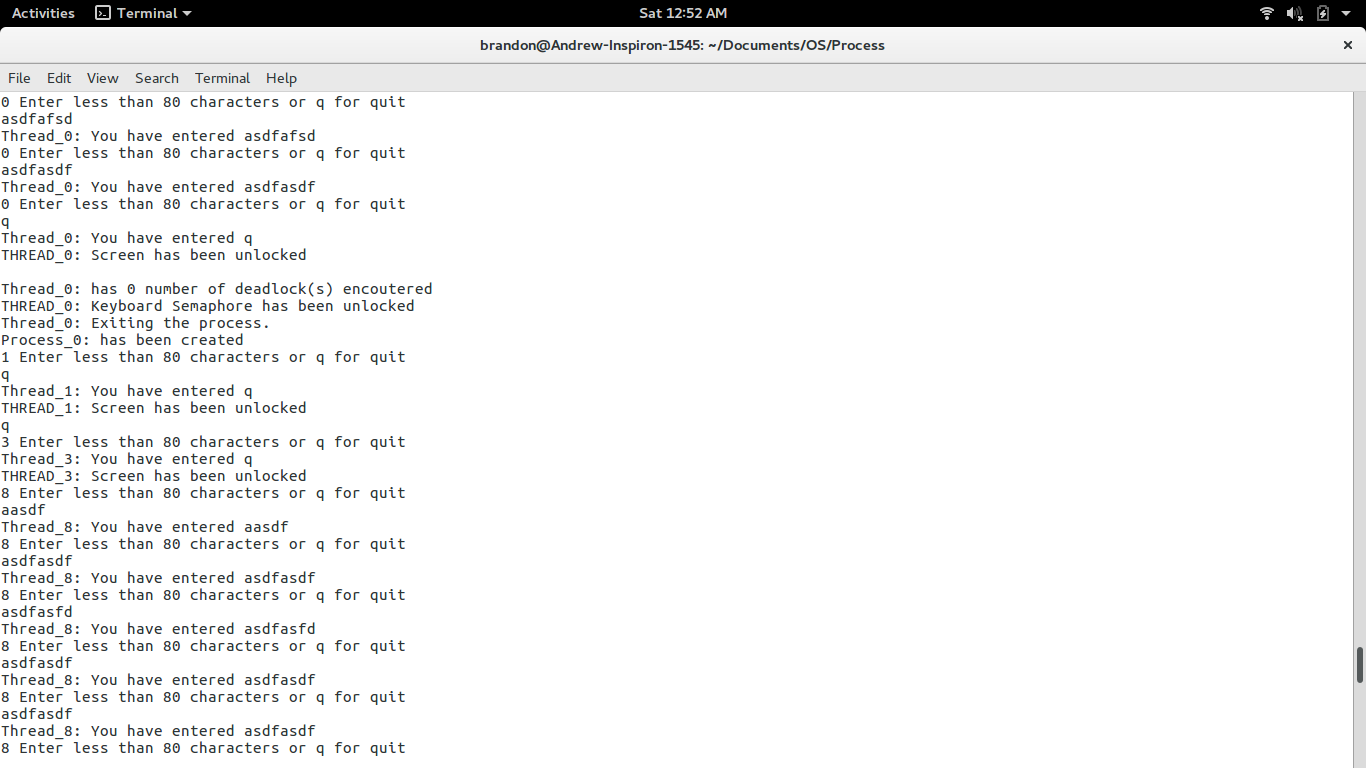 Activities Terminal Sat 12:52 AM
brandon@Andrew-Inspiron-1545: ~/Documents/OS/Process
File Edit View Search Terminal Help
0 Enter less than 80 characters or q for quit
asdfafsd
Thread_0: You have entered asdfafsd
0 Enter less than 80 characters or q for quit
asdfasdf
Thread_0: You have entered asdfasdf
0 Enter less than 80 characters or q for quit
q
Thread_0: You have entered q
THREAD_0: Screen has been unlocked
Thread_0: has 0 number of deadlock(s) encoutered
THREAD_0: Keyboard Semaphore has been unlocked
Thread_0: Exiting the process.
Process_0: has been created
1 Enter less than 80 characters or q for quit
q
Thread_1: You have entered q
THREAD_1: Screen has been unlocked
q
3 Enter less than 80 characters or q for quit
Thread_3: You have entered q
THREAD_3: Screen has been unlocked
8 Enter less than 80 characters or q for quit
aasdf
Thread_8: You have entered aasdf
8 Enter less than 80 characters or q for quit
asdfasdf
Thread_8: You have entered asdfasdf
8 Enter less than 80 characters or q for quit
asdfasfd
Thread_8: You have entered asdfasfd
8 Enter less than 80 characters or q for quit
asdfasdf
Thread_8: You have entered asdfasdf
8 Enter less than 80 characters or q for quit
asdfasdf
Thread_8: You have entered asdfasdf
8 Enter less than 80 characters or q for quit